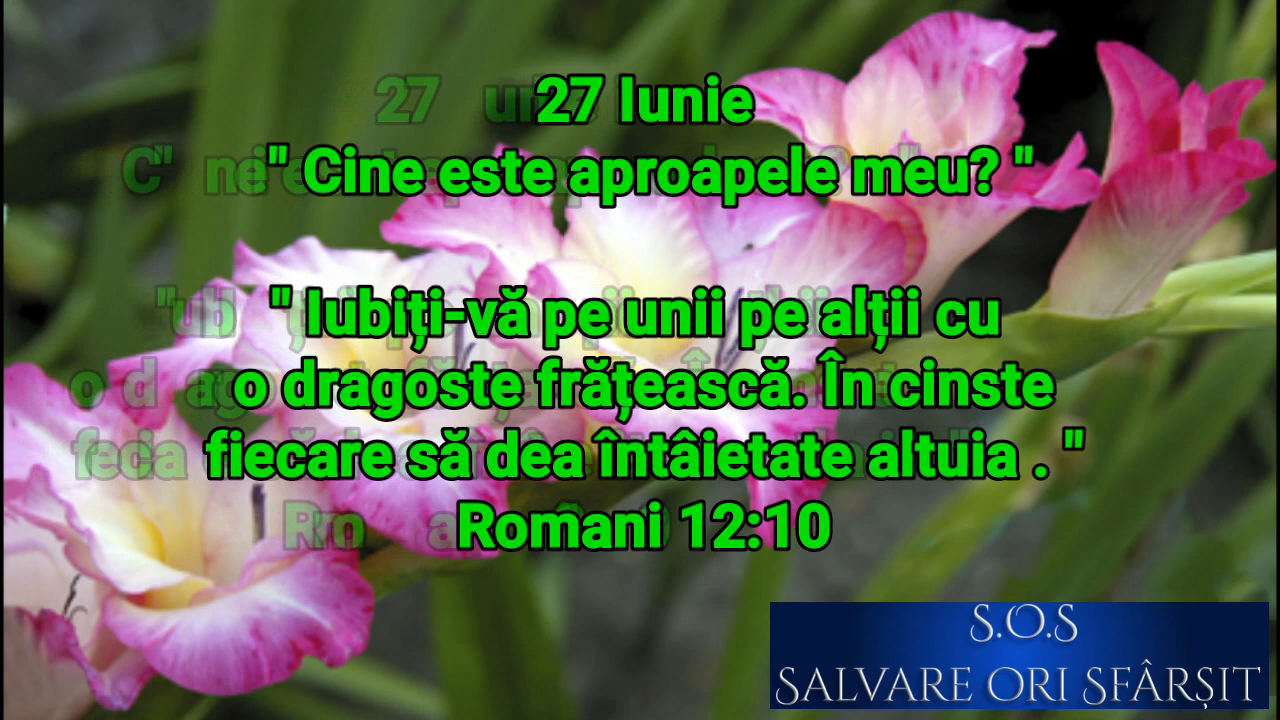 27 Iunie
" Cine este aproapele meu? "
" Iubiți-vă pe unii pe alții cu
o dragoste frățească. În cinste
fiecare să dea întâietate altuia . "
Romani 12:10
S.O.S
SALVARE ORI SFÂRȘIT